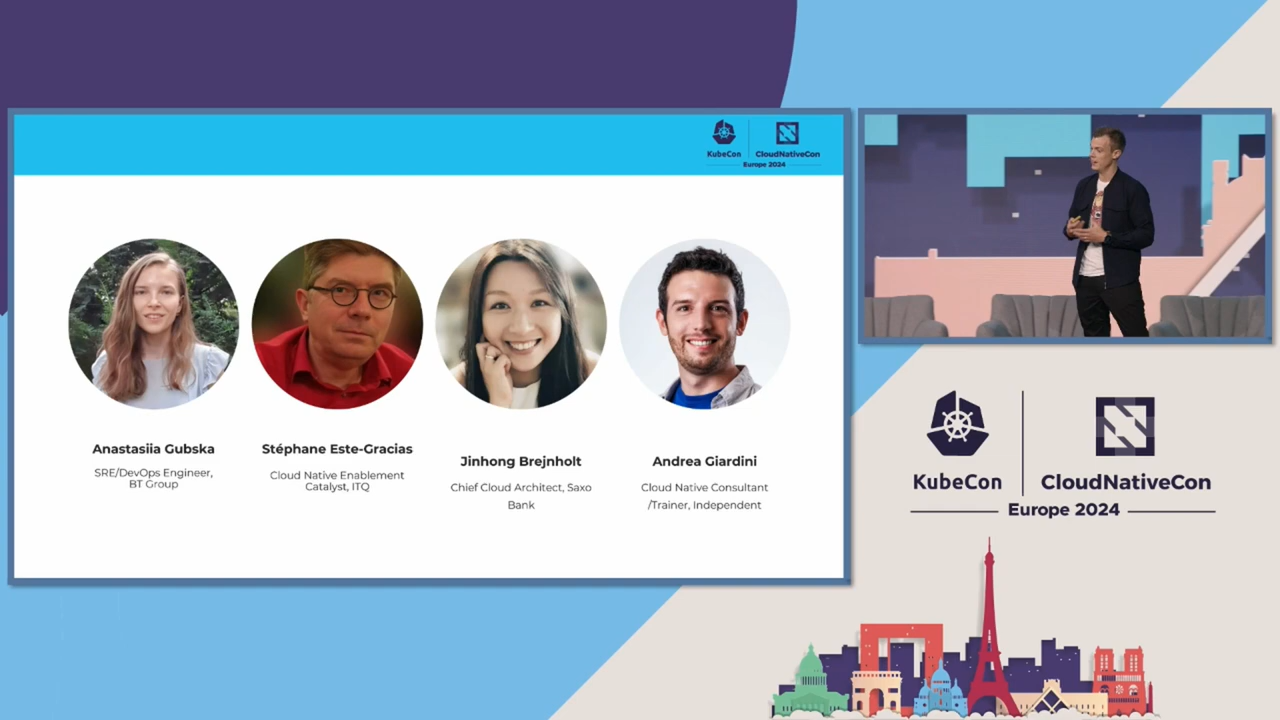 KubeCon
CloudNativeCon
Europe 2024
Anastasiia Gubska
SRE/DevOps Engineer,
BT Group
Stéphane Este-Gracias
Cloud Native Enablement
Catalyst, ITQ
Jinhong Brejnholt
Chief Cloud Architect, Saxo
Bank
Andrea Giardini
Cloud Native Consultant
/Trainer, Independent
KubeCon
CloudNativeCon
Europe 2024